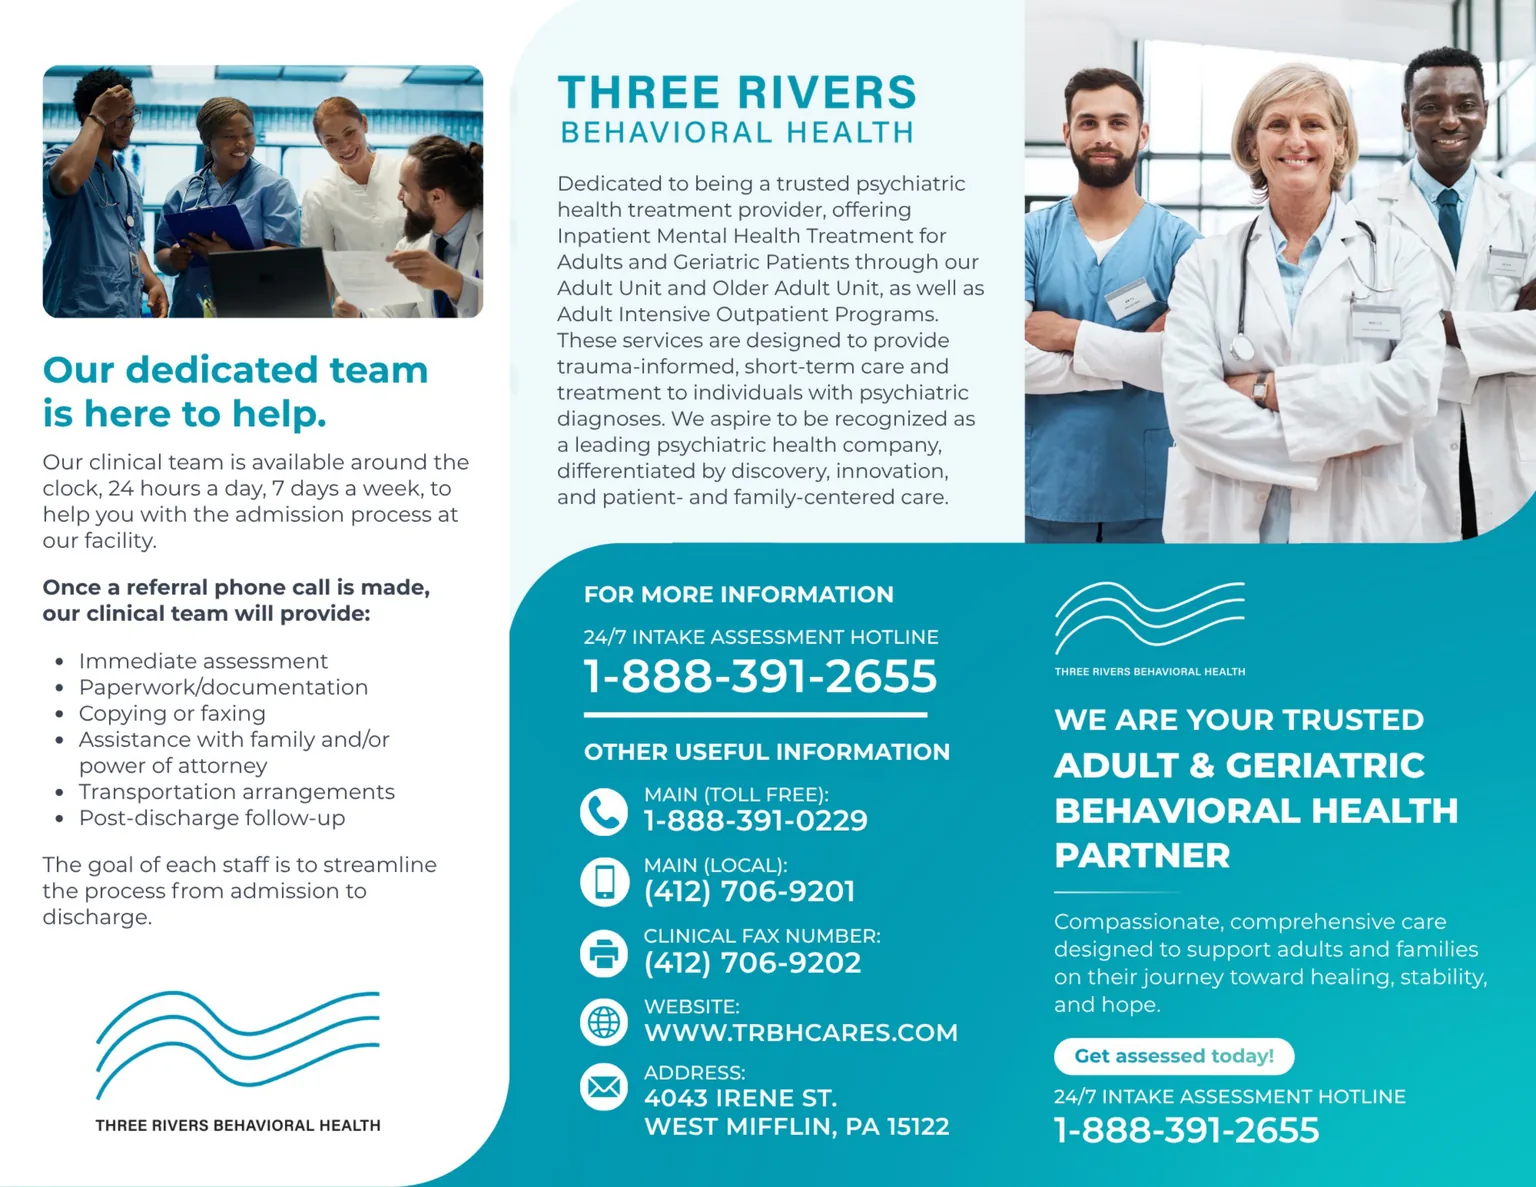 Our dedicated team
is here to help.
Our clinical team is available around the
clock, 24 hours a day, 7 days a week, to
help you with the admission process at
our facility.
Once a referral phone call is made,
our clinical team will provide:
• Immediate assessment
• Paperwork/documentation
• Copying or faxing
• Assistance with family and/or
power of attorney
• Transportation arrangements
• Post-discharge follow-up
The goal of each staff is to streamline
the process from admission to
discharge.
THREE RIVERS BEHAVIORAL HEALTH
THREE RIVERS
BEHAVIORAL HEALTH
Dedicated to being a trusted psychiatric
health treatment provider, offering
Inpatient Mental Health Treatment for
Adults and Geriatric Patients through our
Adult Unit and Older Adult Unit, as well as
Adult Intensive Outpatient Programs.
These services are designed to provide
trauma-informed, short-term care and
treatment to individuals with psychiatric
diagnoses. We aspire to be recognized as
a leading psychiatric health company,
differentiated by discovery, innovation,
and patient- and family-centered care.
FOR MORE INFORMATION
24/7 INTAKE ASSESSMENT HOTLINE
1-888-391-2655
OTHER USEFUL INFORMATION
MAIN (TOLL FREE):
1-888-391-0229
MAIN (LOCAL):
(412) 706-9201
CLINICAL FAX NUMBER:
(412) 706-9202
WEBSITE:
WWW.TRBHCARES.COM
ADDRESS:
4043 IRENE ST.
WEST MIFFLIN, PA 15122
THREE RIVERS BEHAVIORAL HEALTH
WE ARE YOUR TRUSTED
ADULT & GERIATRIC
BEHAVIORAL HEALTH
PARTNER
Compassionate, comprehensive care
designed to support adults and families
on their journey toward healing, stability,
and hope.
Get assessed today!
24/7 INTAKE ASSESSMENT HOTLINE
1-888-391-2655